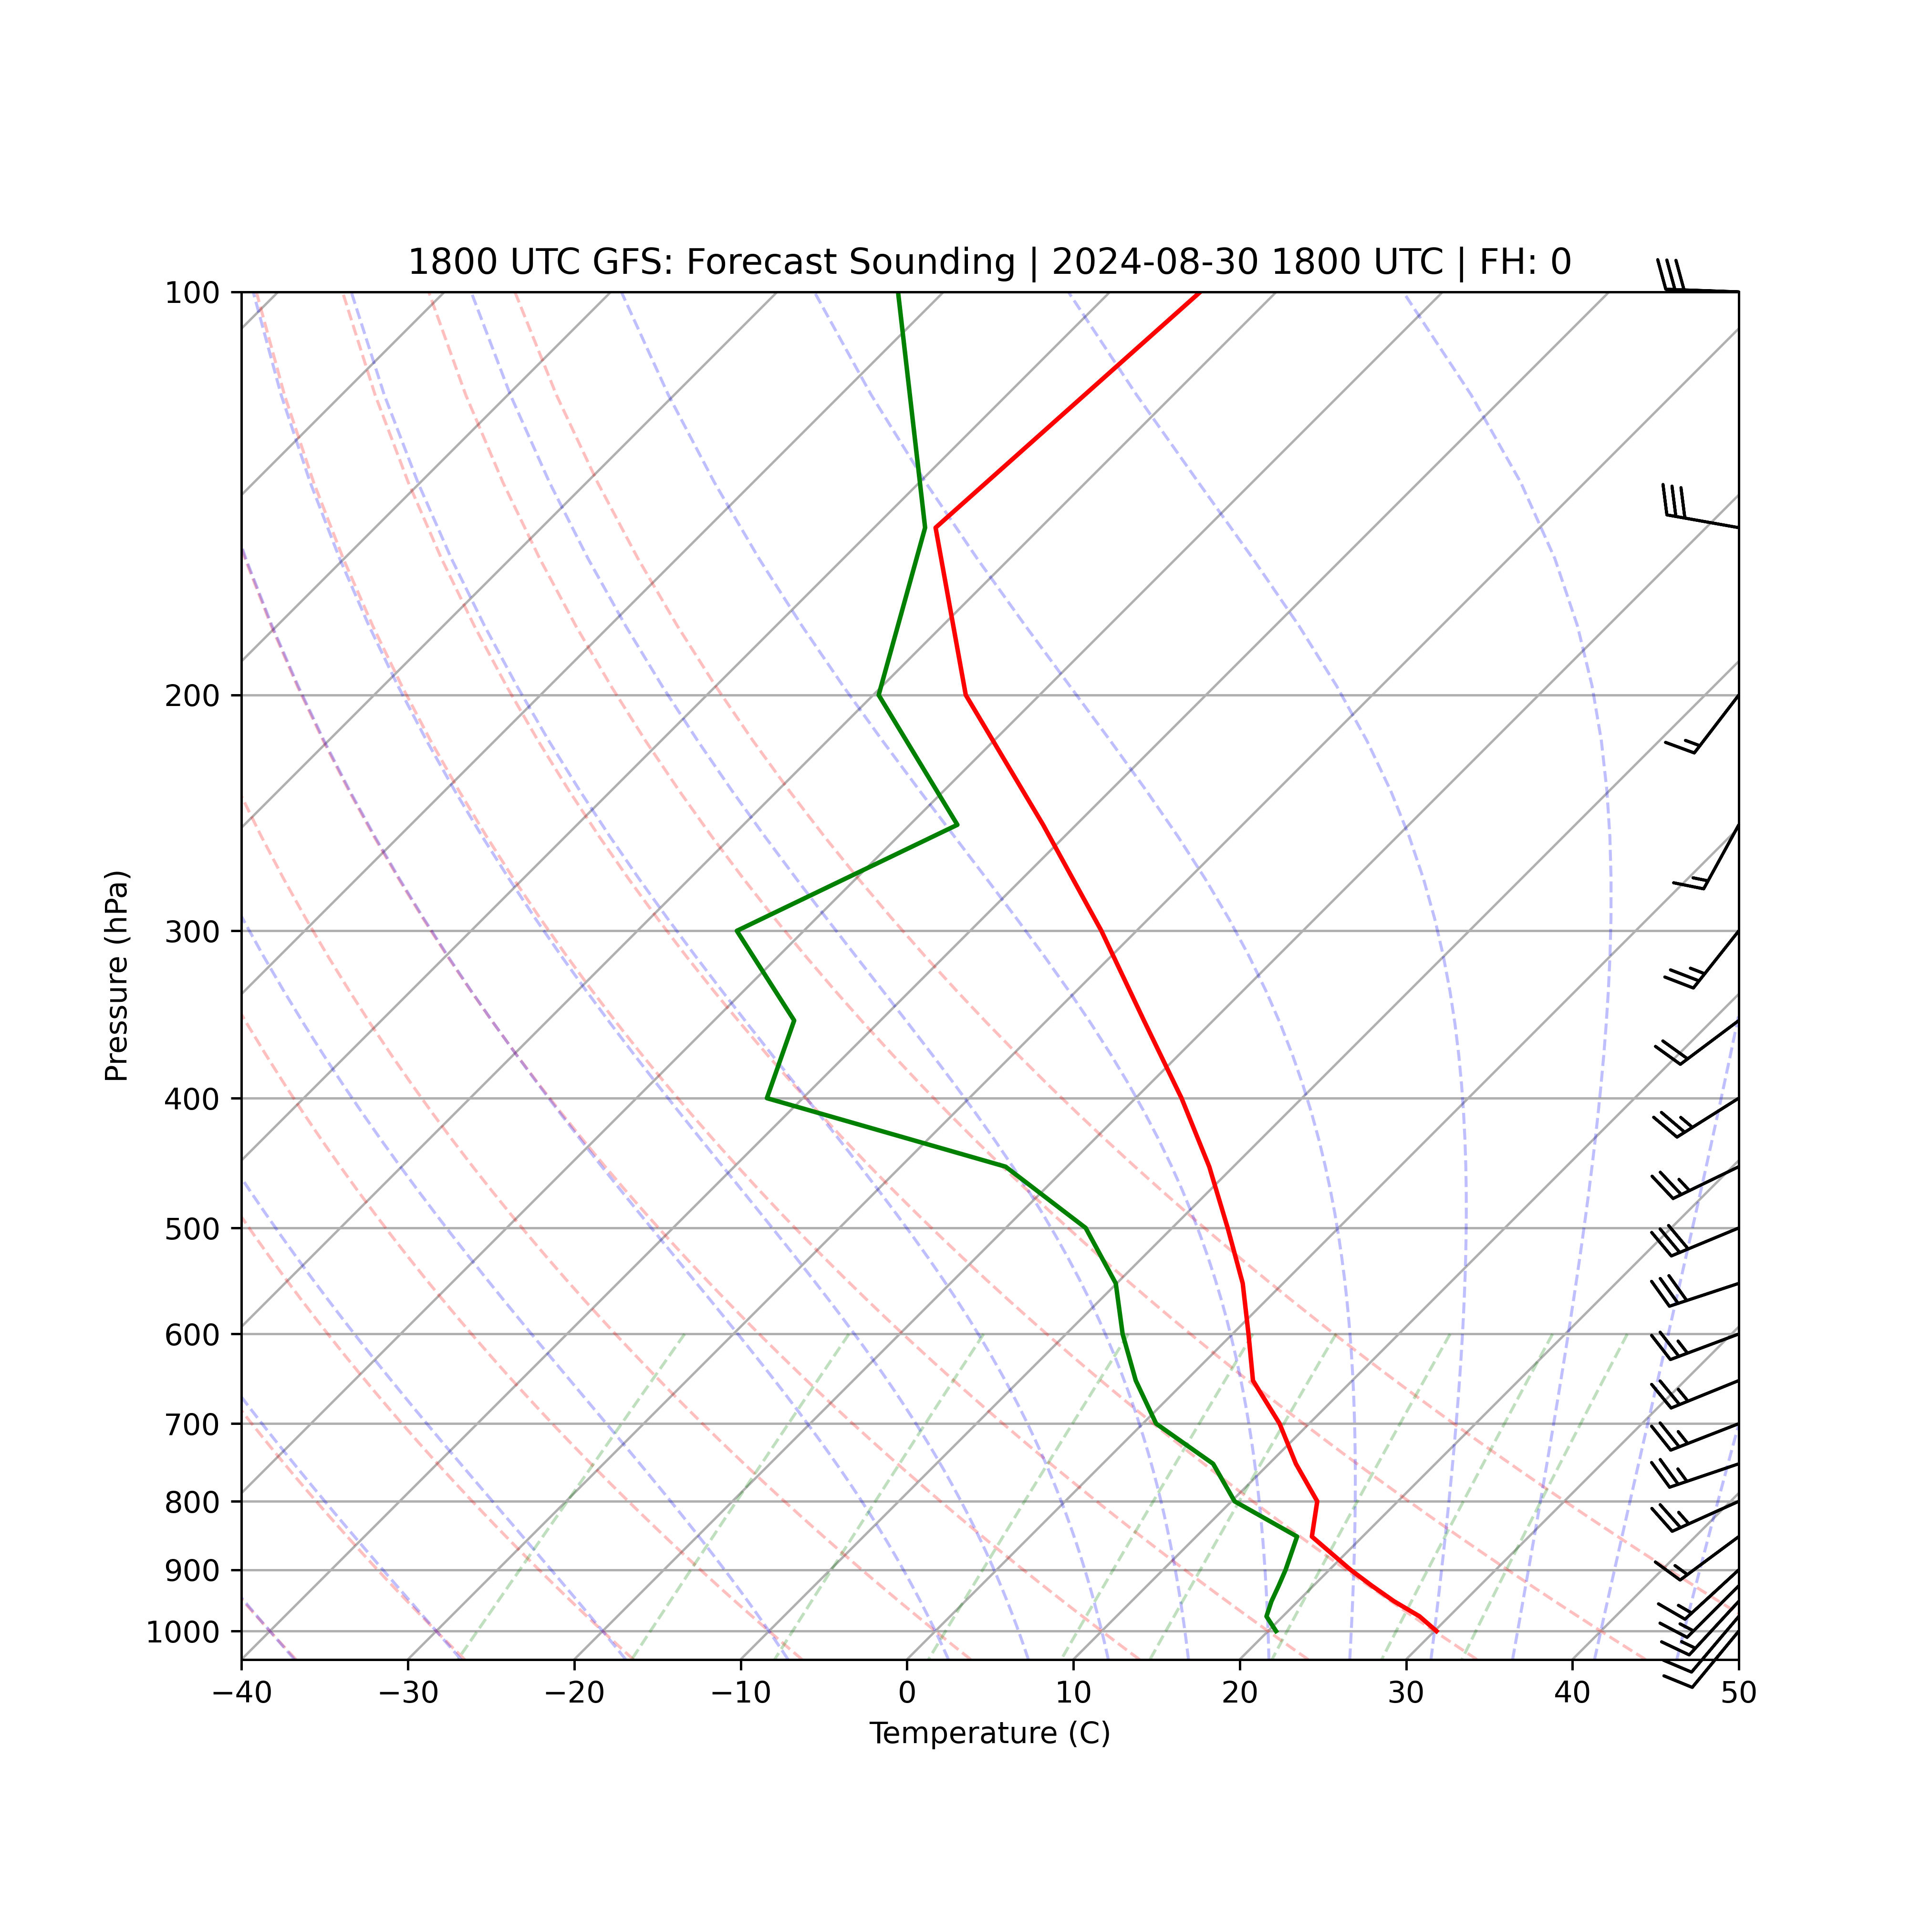 1800 UTC GFS: Forecast Sounding | 2024-08-30 1800 UTC | FH: 0
100
200
300
400
500
600
700
800
900
1000
Pressure (hPa)
−40 −30 −20 −10 0 10 20 30 40 50
Temperature (C)